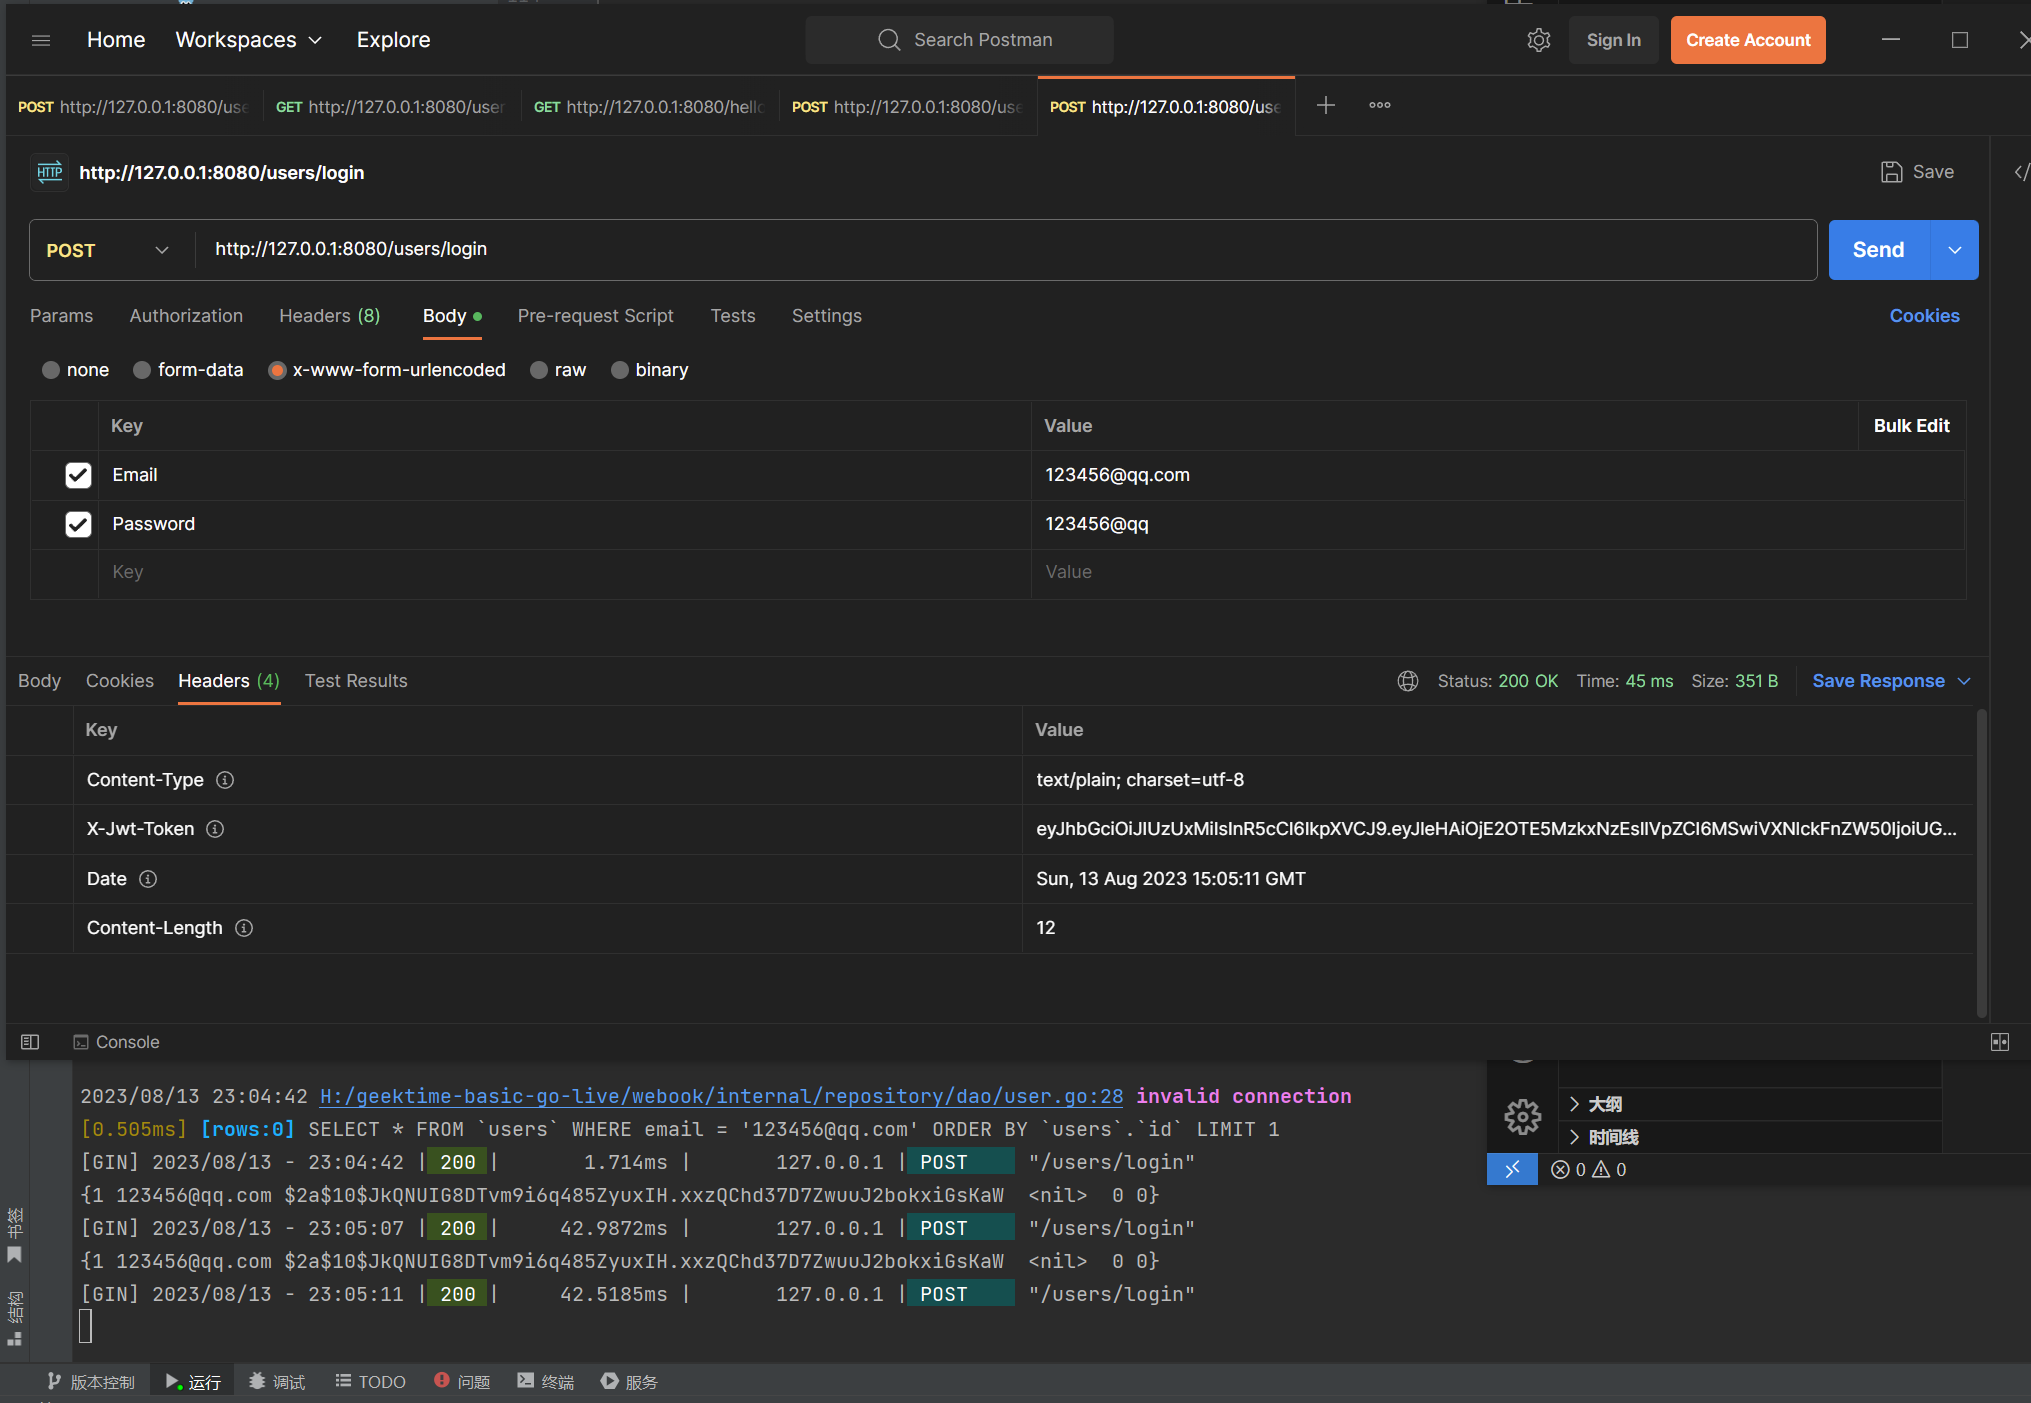 Home Workspaces Explore Search Postman Sign In Create Account
POST http://127.0.0.1:8080/use GET http://127.0.0.1:8080/user GET http://127.0.0.1:8080/hello POST http://127.0.0.1:8080/use POST http://127.0.0.1:8080/use
HTTP http://127.0.0.1:8080/users/login Save
POST http://127.0.0.1:8080/users/login Send
Params Authorization Headers (8) Body Pre-request Script Tests Settings Cookies
none form-data x-www-form-urlencoded raw binary
Key Value Bulk Edit
Email 123456@qq.com
Password 123456@qq
Key Value
Body Cookies Headers (4) Test Results Status: 200 OK Time: 45 ms Size: 351 B Save Response
Key Value
Content-Type text/plain; charset=utf-8
X-Jwt-Token eyJhbGciOiJIUzUxMiIsInR5cCI6IkpXVCJ9.eyJleHAiOjE2OTE5MzkxNzEsIlVpZCI6MSwiVXNlckFnZW50IjoiUG...
Date Sun, 13 Aug 2023 15:05:11 GMT
Content-Length 12
Console
2023/08/13 23:04:42 H:/geektime-basic-go-live/webook/internal/repository/dao/user.go:28 invalid connection
[0.505ms] [rows:0] SELECT * FROM `users` WHERE email = '123456@qq.com' ORDER BY `users`.`id` LIMIT 1
[GIN] 2023/08/13 - 23:04:42 | 200 | 1.714ms | 127.0.0.1 | POST "/users/login"
{1 123456@qq.com $2a$10$JkQNUIG8DTvm9i6q485ZyuxIH.xxzQChd37D7ZwuuJ2bokxiGsKaW <nil> 0 0}
[GIN] 2023/08/13 - 23:05:07 | 200 | 42.9872ms | 127.0.0.1 | POST "/users/login"
{1 123456@qq.com $2a$10$JkQNUIG8DTvm9i6q485ZyuxIH.xxzQChd37D7ZwuuJ2bokxiGsKaW <nil> 0 0}
[GIN] 2023/08/13 - 23:05:11 | 200 | 42.5185ms | 127.0.0.1 | POST "/users/login"
大纲
时间线
0 0
书签
结构
版本控制 运行 调试 TODO 问题 终端 服务